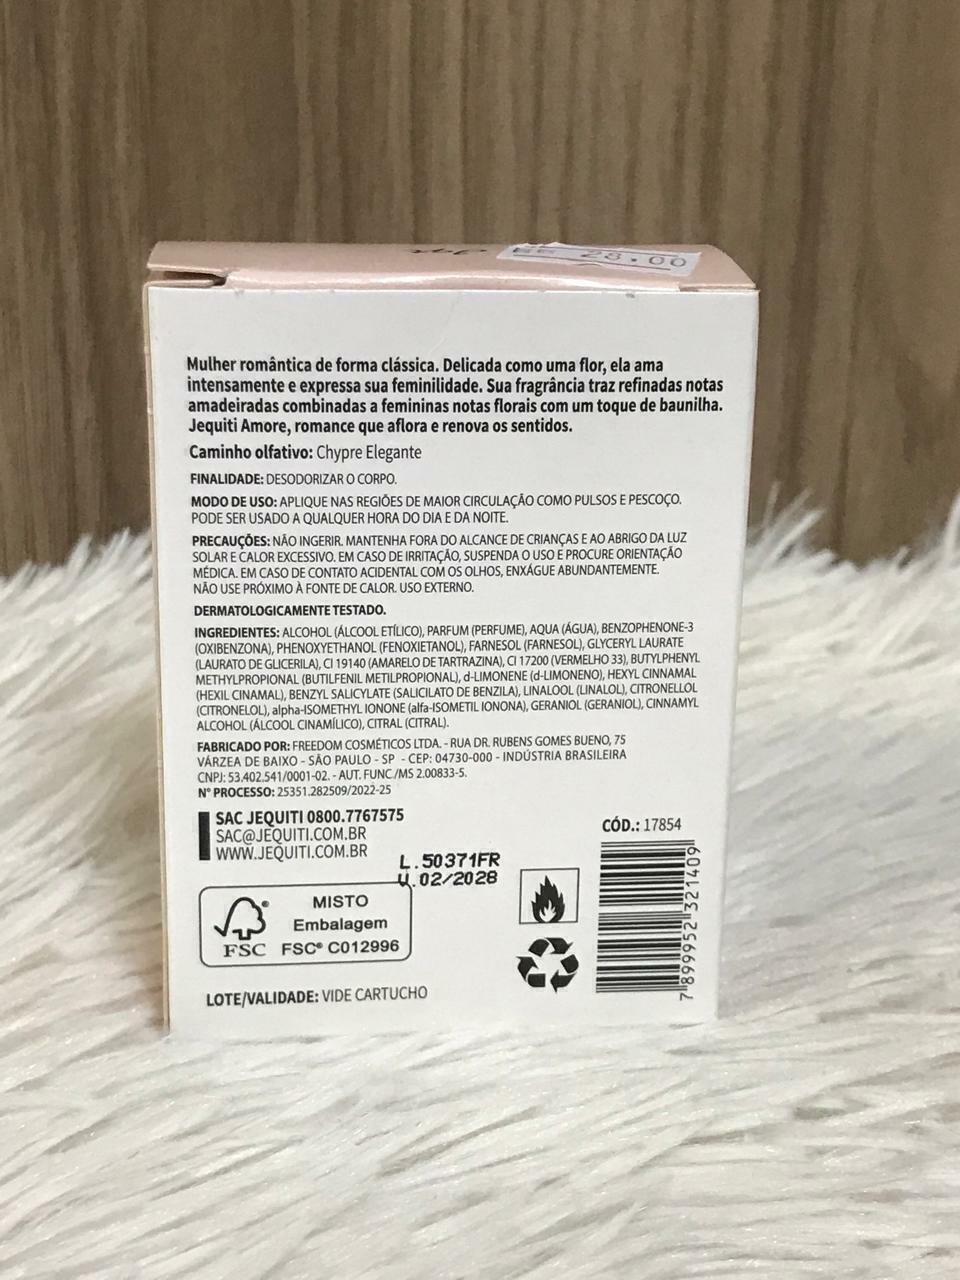 28.00
Mulher romântica de forma clássica. Delicada como uma flor, ela ama
intensamente e expressa sua feminilidade. Sua fragrância traz refinadas notas
amadeiradas combinadas a femininas notas florais com um toque de baunilha.
Jequiti Amore, romance que aflora e renova os sentidos.
Caminho olfativo: Chypre Elegante
FINALIDADE: DESODORIZAR O CORPO.
MODO DE USO: APLIQUE NAS REGIÕES DE MAIOR CIRCULAÇÃO COMO PULSOS E PESCOÇO.
PODE SER USADO A QUALQUER HORA DO DIA E DA NOITE.
PRECAUÇÕES: NÃO INGERIR. MANTENHA FORA DO ALCANCE DE CRIANÇAS E AO ABRIGO DA LUZ
SOLAR E CALOR EXCESSIVO. EM CASO DE IRRITAÇÃO, SUSPENDA O USO E PROCURE ORIENTAÇÃO
MÉDICA. EM CASO DE CONTATO ACIDENTAL COM OS OLHOS, ENXÁGUE ABUNDANTEMENTE.
NÃO USE PRÓXIMO À FONTE DE CALOR. USO EXTERNO.
DERMATOLOGICAMENTE TESTADO.
INGREDIENTES: ALCOHOL (ÁLCOOL ETÍLICO), PARFUM (PERFUME), AQUA (ÁGUA), BENZOPHENONE-3
(OXIBENZONA), PHENOXYETHANOL (FENOXIETANOL), FARNESOL (FARNESOL), GLYCERYL LAURATE
(LAURATO DE GLICERILA), CI 19140 (AMARELO DE TARTRAZINA), CI 17200 (VERMELHO 33), BUTYLPHENYL
METHYLPROPIONAL (BUTILFENIL METILPROPIONAL), d-LIMONENE (d-LIMONENO), HEXYL CINNAMAL
(HEXIL CINAMAL), BENZYL SALICYLATE (SALICILATO DE BENZILA), LINALOOL (LINALOL), CITRONELLOL
(CITRONELOL), alpha-ISOMETHYL IONONE (alfa-ISOMETIL IONONA), GERANIOL (GERANIOL), CINNAMYL
ALCOHOL (ÁLCOOL CINAMÍLICO), CITRAL (CITRAL).
FABRICADO POR: FREEDOM COSMÉTICOS LTDA. - RUA DR. RUBENS GOMES BUENO, 75
VÁRZEA DE BAIXO - SÃO PAULO - SP - CEP: 04730-000 - INDÚSTRIA BRASILEIRA
CNPJ: 53.402.541/0001-02. - AUT. FUNC./MS 2.00833-5.
N° PROCESSO: 25351.282509/2022-25
SAC JEQUITI 0800.7767575
SAC@JEQUITI.COM.BR
WWW.JEQUITI.COM.BR
L.50371FR
V.02/2028
CÓD.: 17854
7 899952 321409
FSC
MISTO
Embalagem
FSC® C012996
LOTE/VALIDADE: VIDE CARTUCHO